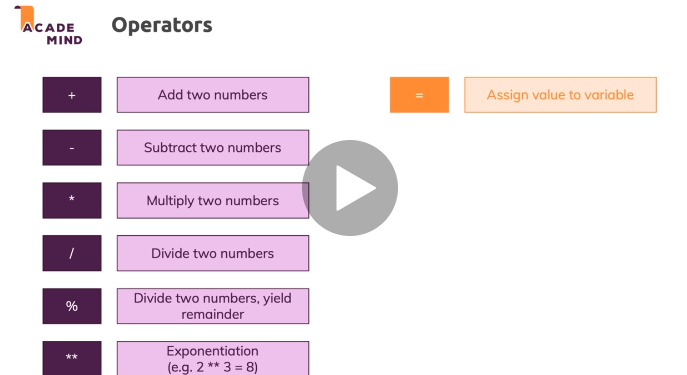 ACADE
MIND
Operators
+ Add two numbers
= Assign value to variable
- Subtract two numbers
* Multiply two numbers
/ Divide two numbers
% Divide two numbers, yield
remainder
** Exponentiation
(e.g. 2 ** 3 = 8)